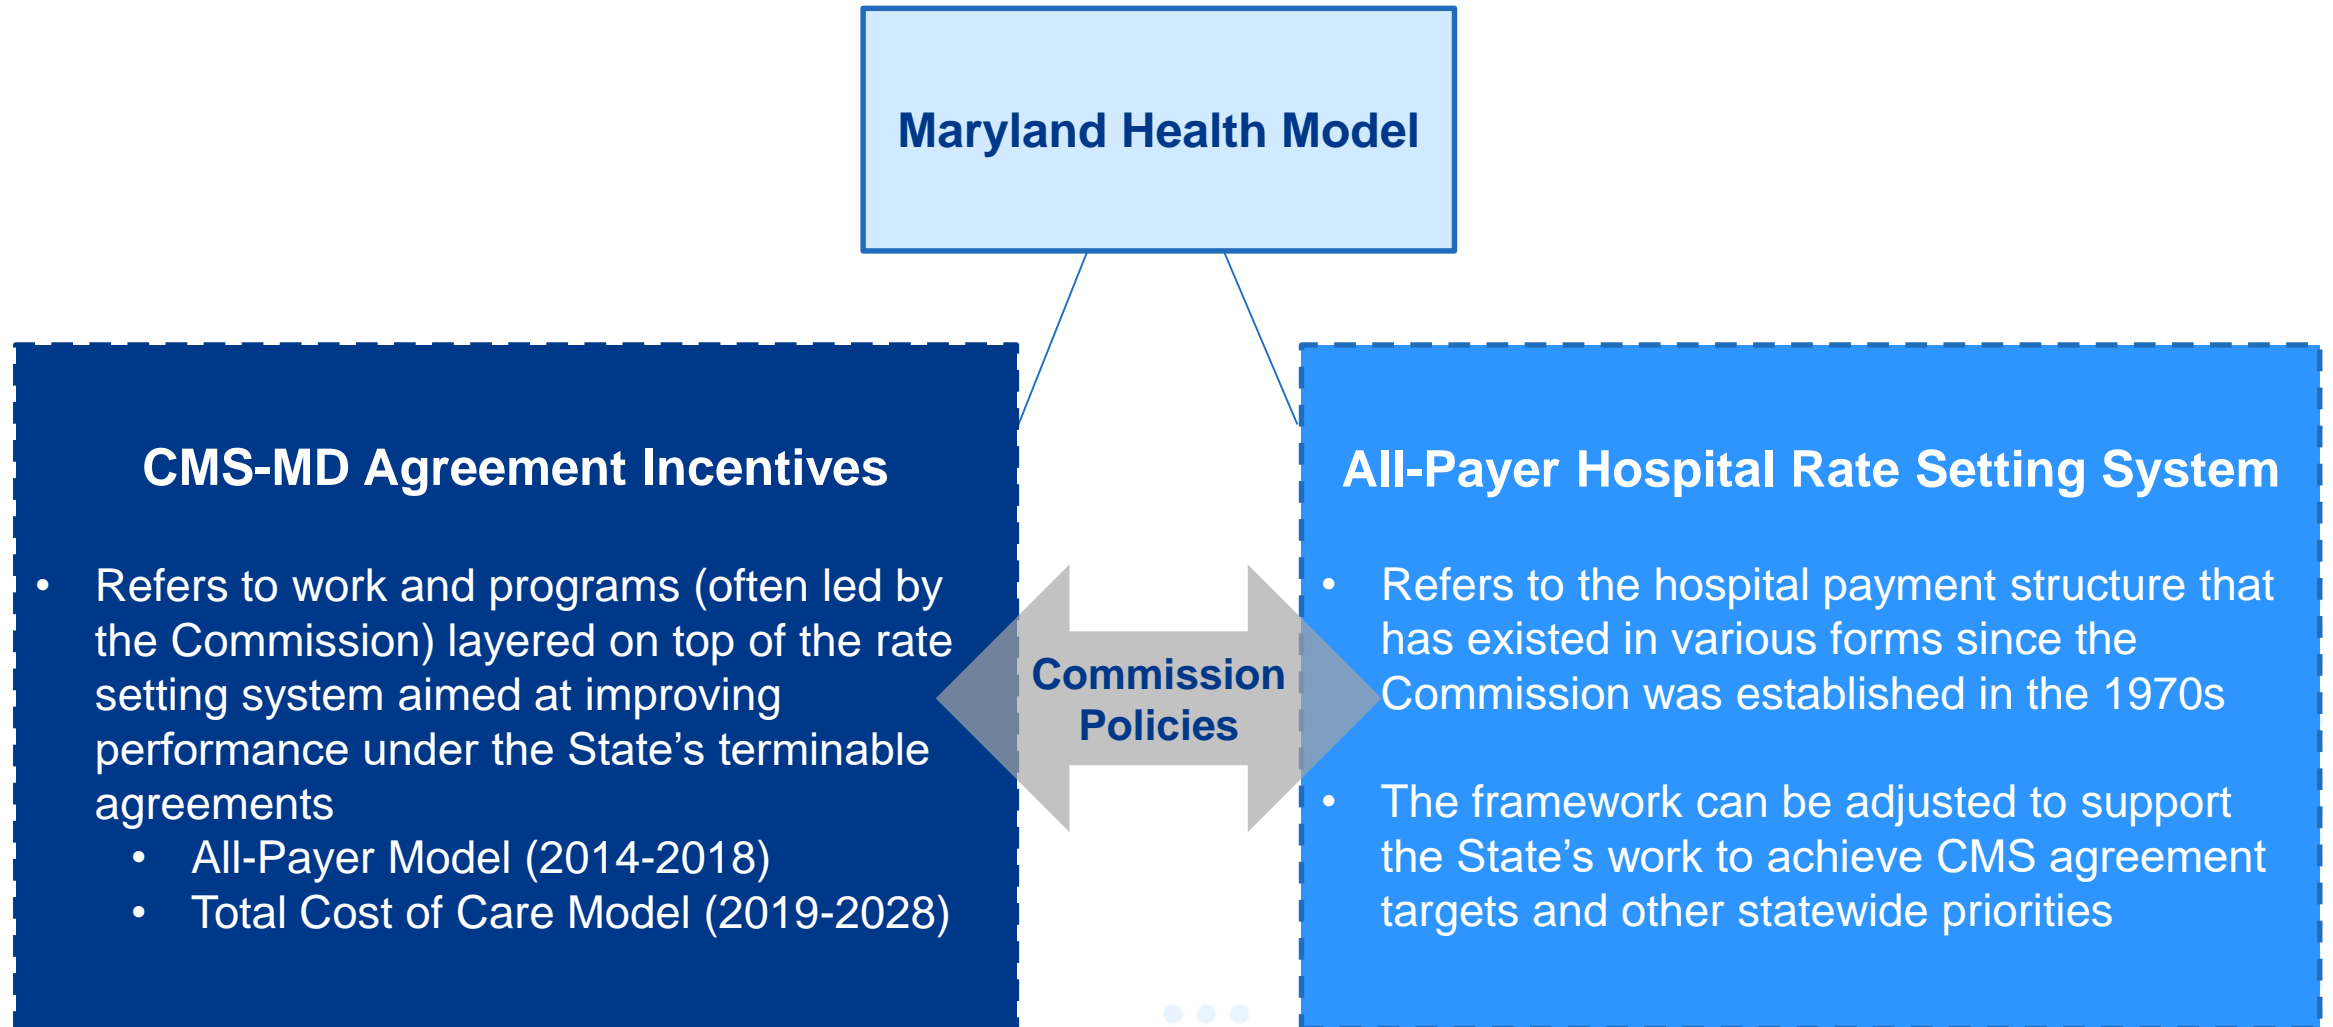 Maryland Health Model
CMS-MD Agreement Incentives
• Refers to work and programs (often led by
the Commission) layered on top of the rate
setting system aimed at improving
performance under the State’s terminable
agreements
• All-Payer Model (2014-2018)
• Total Cost of Care Model (2019-2028)
Commission
Policies
All-Payer Hospital Rate Setting System
• Refers to the hospital payment structure that
has existed in various forms since the
Commission was established in the 1970s
• The framework can be adjusted to support
the State’s work to achieve CMS agreement
targets and other statewide priorities